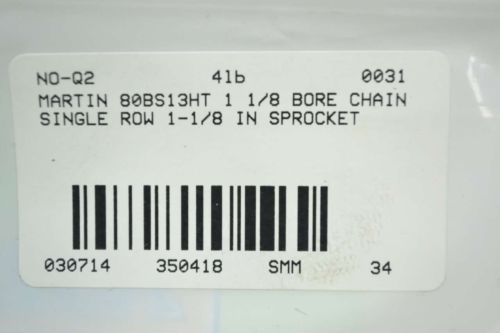 NO-Q2 4lb 0031
MARTIN 80BS13HT 1 1/8 BORE CHAIN
SINGLE ROW 1-1/8 IN SPROCKET
030714 350418 SMM 34